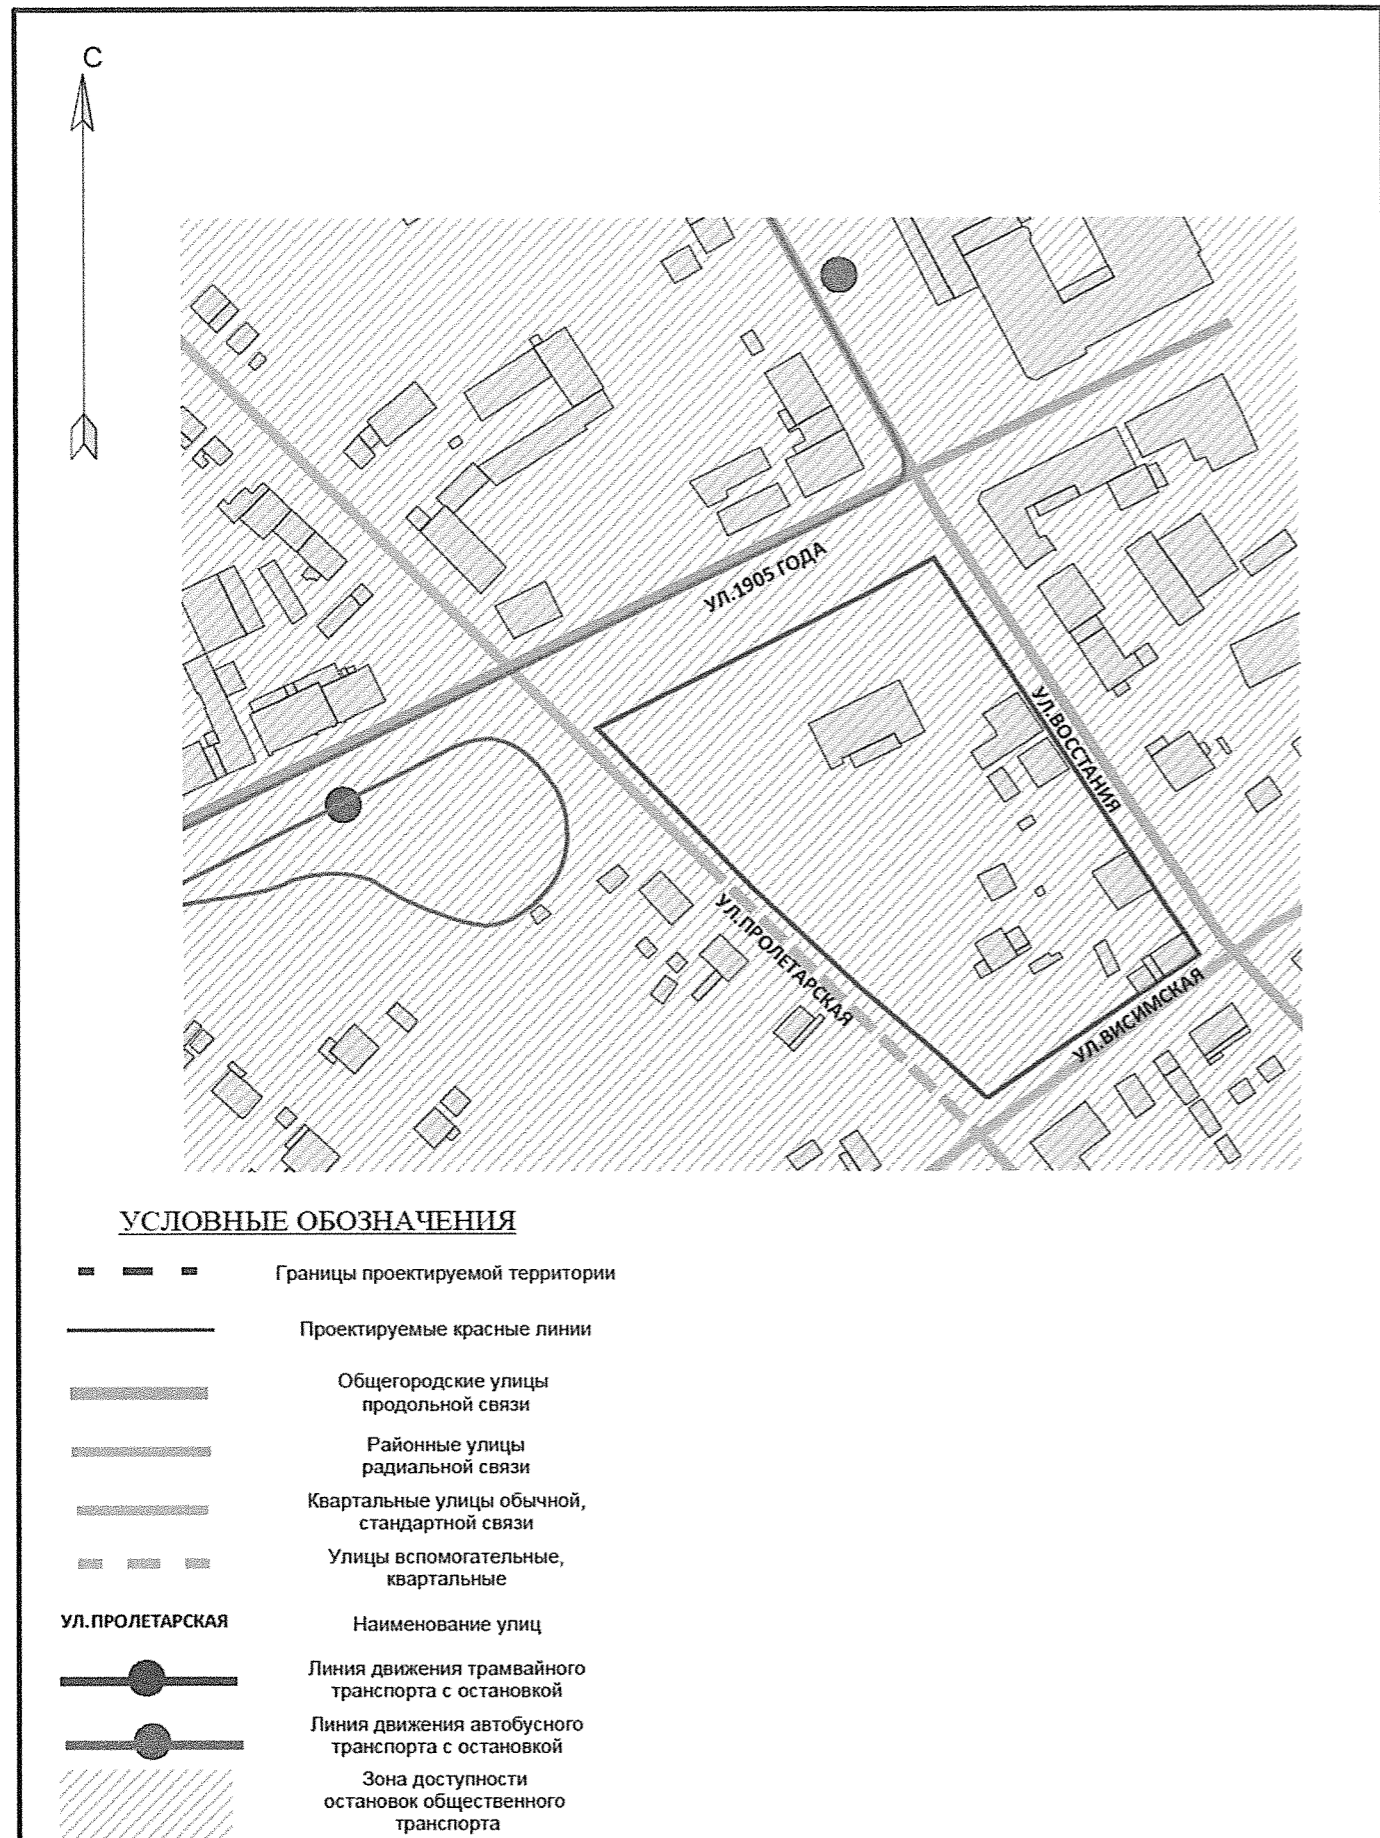 С
УЛ.1905 ГОДА
УЛ.ВОССТАНИЯ
УЛ.ПРОЛЕТАРСКАЯ
УЛ.ВИСИМСКАЯ
УСЛОВНЫЕ ОБОЗНАЧЕНИЯ
Границы проектируемой территории
Проектируемые красные линии
Общегородские улицы
продольной связи
Районные улицы
радиальной связи
Квартальные улицы обычной,
стандартной связи
Улицы вспомогательные,
квартальные
УЛ.ПРОЛЕТАРСКАЯ
Наименование улиц
Линия движения трамвайного
транспорта с остановкой
Линия движения автобусного
транспорта с остановкой
Зона доступности
остановок общественного
транспорта